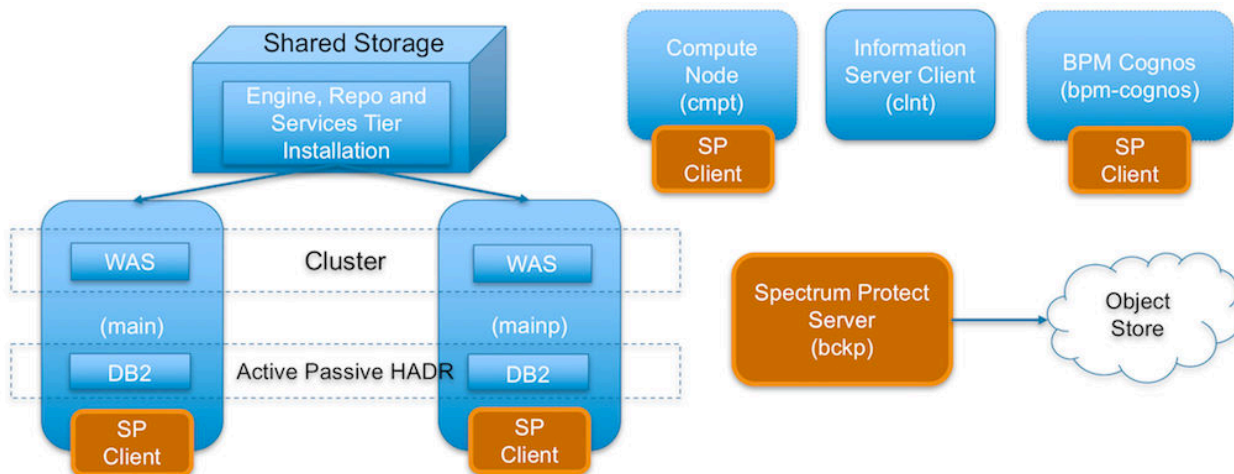 Shared Storage
Engine, Repo and
Services Tier
Installation
Compute
Node
(cmpt)
SP
Client
Information
Server Client
(clnt)
BPM Cognos
(bpm-cognos)
SP
Client
WAS
Cluster
WAS
(main)
(mainp)
DB2
Active Passive HADR
DB2
SP
Client
SP
Client
Spectrum Protect
Server
(bckp)
Object
Store